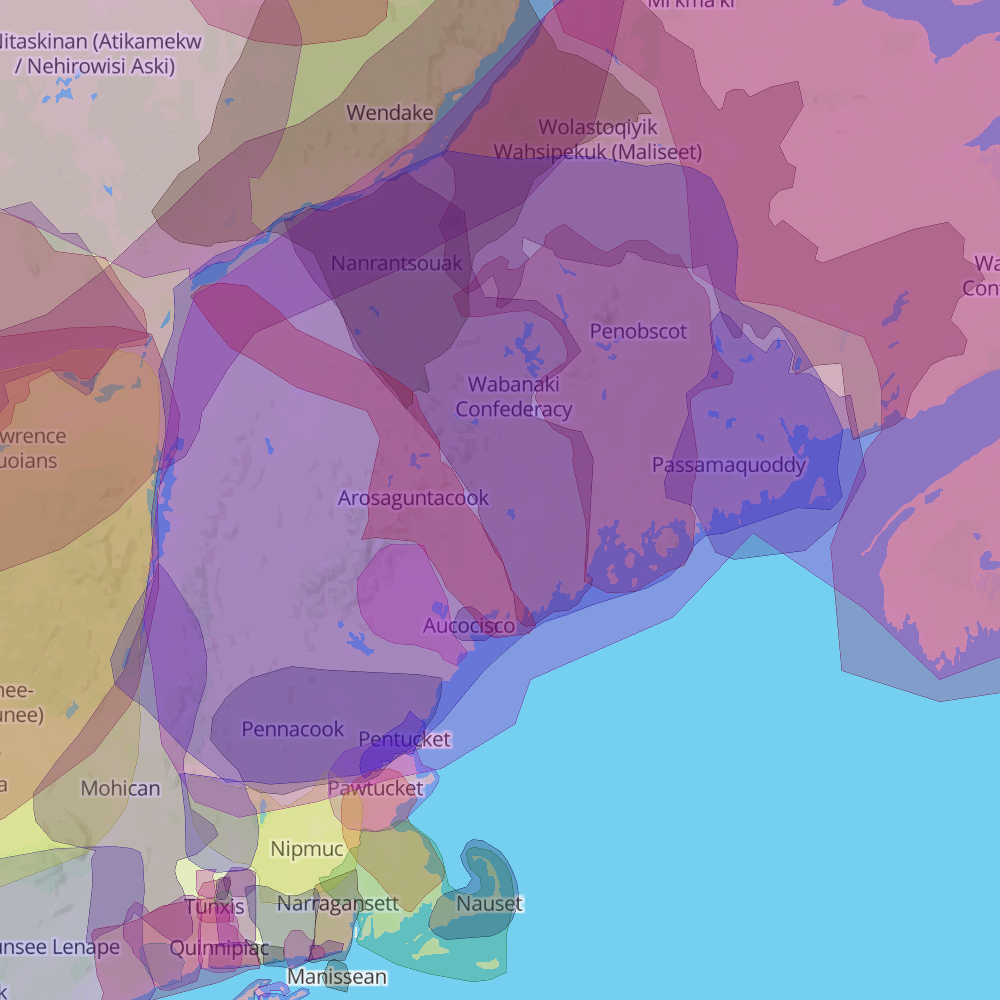 Mi'kma'ki
Nitaskinan (Atikamekw
/ Nehirowisi Aski)
Wendake
Wolastoqiyik
Wahsipekuk (Maliseet)
Nanrantsouak
Wa
Con
Penobscot
Wabanaki
Confederacy
wrence
uoians
Passamaquoddy
Arosaguntacook
Aucocisco
nee-
unee)
Pennacook
Pentucket
a
Mohican
Pawtucket
Nipmuc
Tunxis
Narragansett
Nauset
unsee Lenape
Quinnipiac
Manissean
k